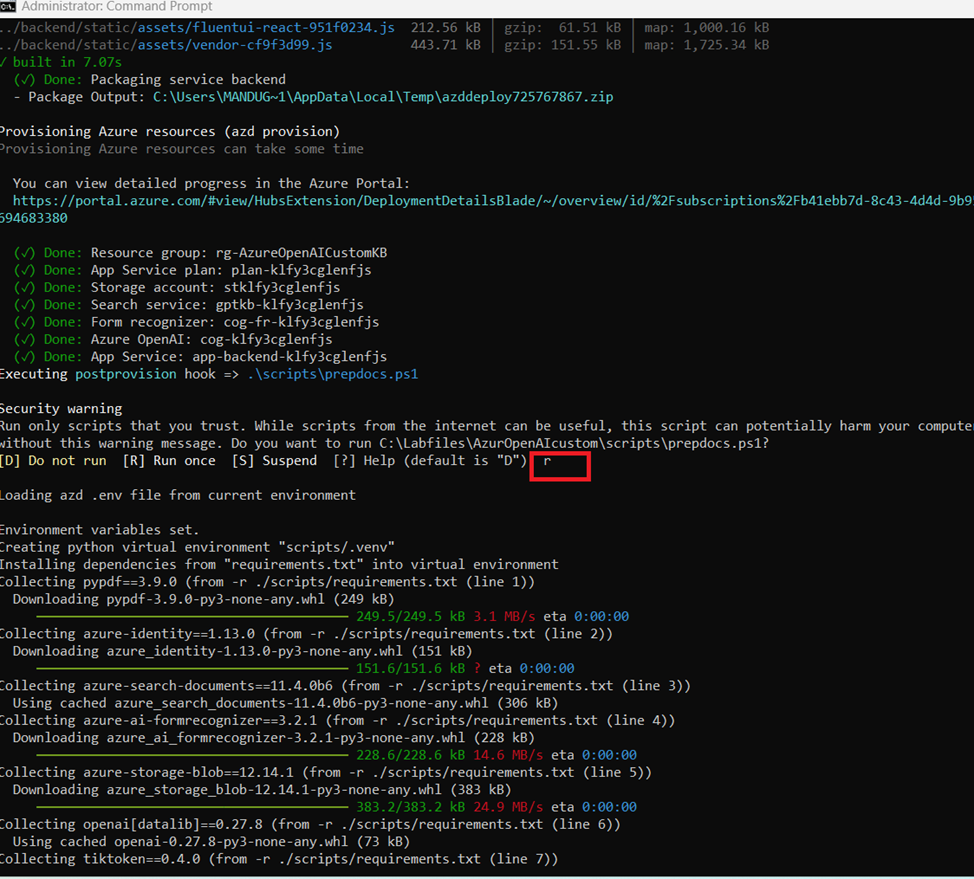 Administrator: Command Prompt
../backend/static/assets/fluentui-react-951f0234.js 212.56 kB │ gzip: 61.51 kB │ map: 1,000.16 kB
../backend/static/assets/vendor-cf9f3d99.js 443.71 kB │ gzip: 151.55 kB │ map: 1,725.34 kB
✓ built in 7.07s
(✓) Done: Packaging service backend
- Package Output: C:\Users\MANDUG~1\AppData\Local\Temp\azddeploy725767867.zip
Provisioning Azure resources (azd provision)
Provisioning Azure resources can take some time
You can view detailed progress in the Azure Portal:
https://portal.azure.com/#view/HubsExtension/DeploymentDetailsBlade/~/overview/id/%2Fsubscriptions%2Fb41ebb7d-8c43-4d4d-9b9
694683380
(✓) Done: Resource group: rg-AzureOpenAICustomKB
(✓) Done: App Service plan: plan-klfy3cglenfjs
(✓) Done: Storage account: stklfy3cglenfjs
(✓) Done: Search service: gptkb-klfy3cglenfjs
(✓) Done: Form recognizer: cog-fr-klfy3cglenfjs
(✓) Done: Azure OpenAI: cog-klfy3cglenfjs
(✓) Done: App Service: app-backend-klfy3cglenfjs
Executing postprovision hook => .\scripts\prepdocs.ps1
Security warning
Run only scripts that you trust. While scripts from the internet can be useful, this script can potentially harm your compute
without this warning message. Do you want to run C:\Labfiles\AzurOpenAIcustom\scripts\prepdocs.ps1?
[D] Do not run [R] Run once [S] Suspend [?] Help (default is "D") r
Loading azd .env file from current environment
Environment variables set.
Creating python virtual environment "scripts/.venv"
Installing dependencies from "requirements.txt" into virtual environment
Collecting pypdf==3.9.0 (from -r ./scripts/requirements.txt (line 1))
Downloading pypdf-3.9.0-py3-none-any.whl (249 kB)
249.5/249.5 kB 3.1 MB/s eta 0:00:00
Collecting azure-identity==1.13.0 (from -r ./scripts/requirements.txt (line 2))
Downloading azure_identity-1.13.0-py3-none-any.whl (151 kB)
151.6/151.6 kB ? eta 0:00:00
Collecting azure-search-documents==11.4.0b6 (from -r ./scripts/requirements.txt (line 3))
Using cached azure_search_documents-11.4.0b6-py3-none-any.whl (306 kB)
Collecting azure-ai-formrecognizer==3.2.1 (from -r ./scripts/requirements.txt (line 4))
Downloading azure_ai_formrecognizer-3.2.1-py3-none-any.whl (228 kB)
228.6/228.6 kB 14.6 MB/s eta 0:00:00
Collecting azure-storage-blob==12.14.1 (from -r ./scripts/requirements.txt (line 5))
Downloading azure_storage_blob-12.14.1-py3-none-any.whl (383 kB)
383.2/383.2 kB 24.9 MB/s eta 0:00:00
Collecting openai[datalib]==0.27.8 (from -r ./scripts/requirements.txt (line 6))
Using cached openai-0.27.8-py3-none-any.whl (73 kB)
Collecting tiktoken==0.4.0 (from -r ./scripts/requirements.txt (line 7))